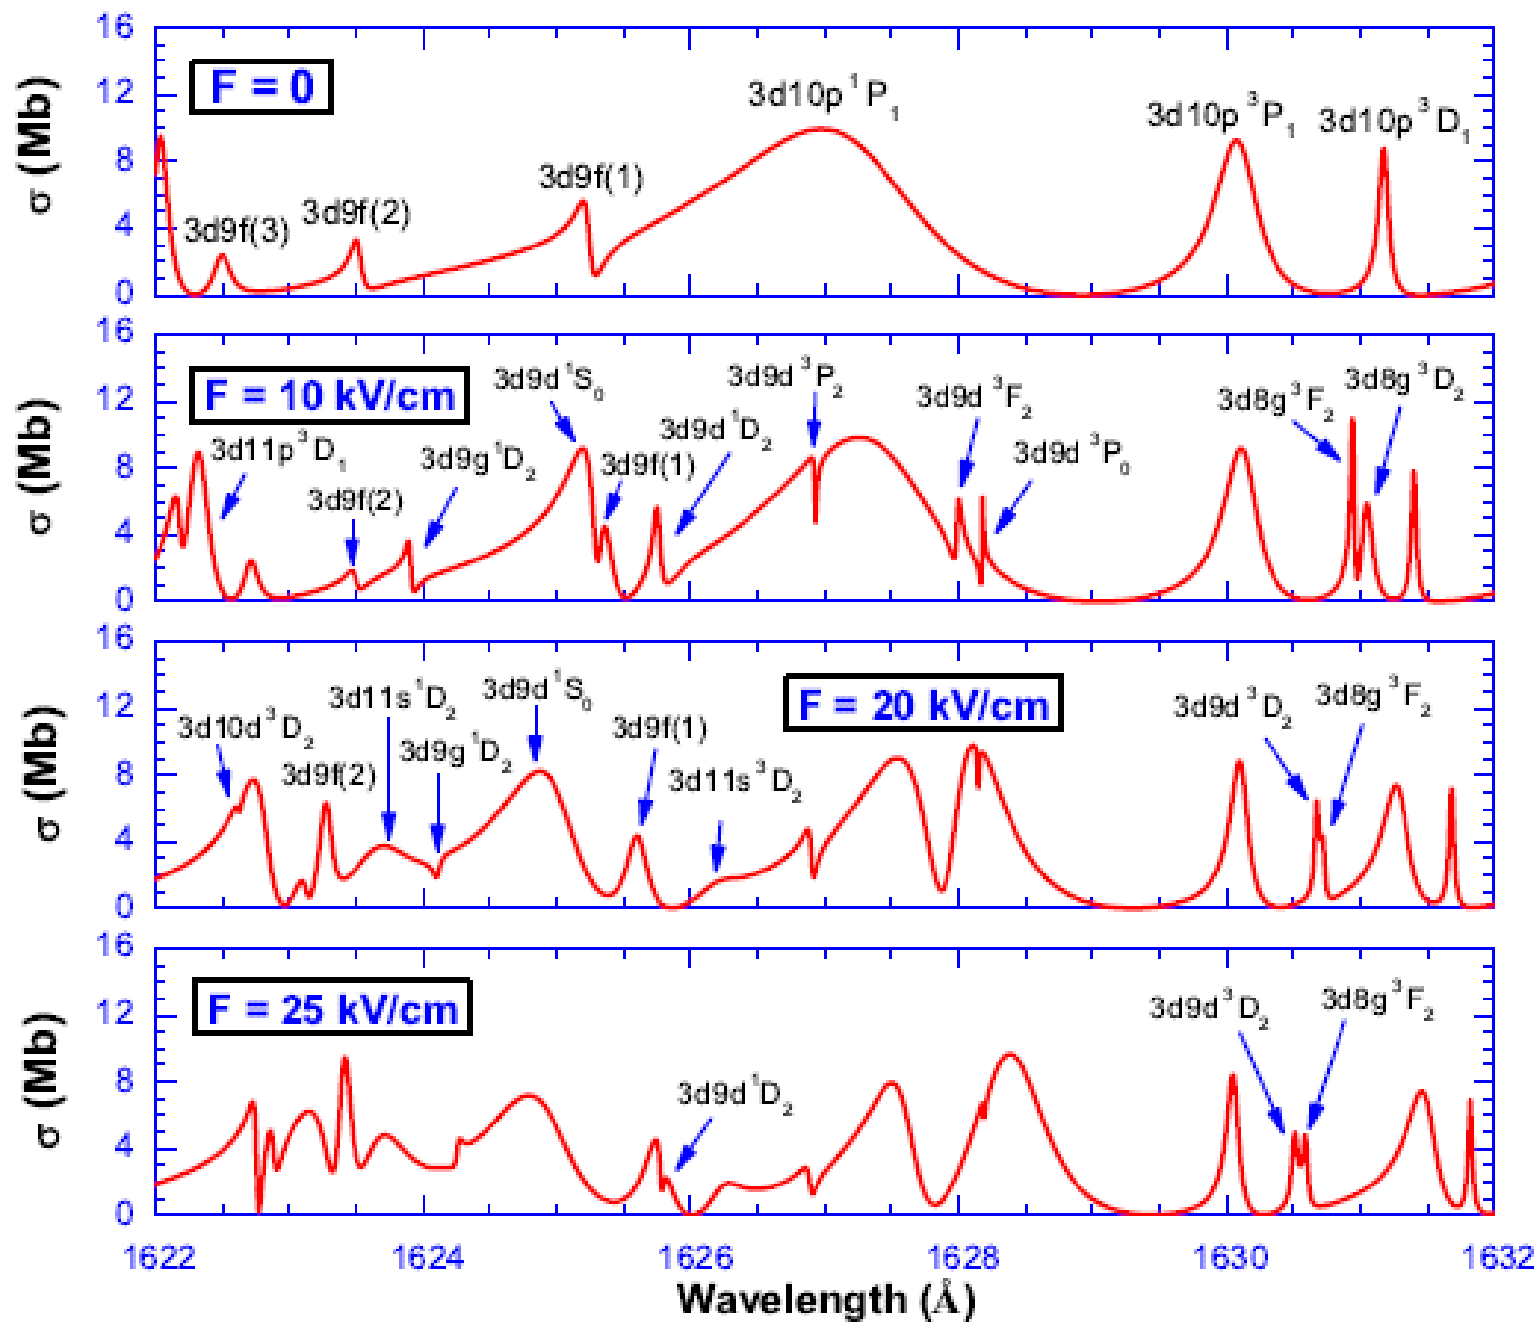 16
12
8
4
0
σ (Mb)
F = 0
3d9f(3)
3d9f(2)
3d9f(1)
3d10p ¹P₁
3d10p ³P₁
3d10p ³D₁
16
12
8
4
0
σ (Mb)
F = 10 kV/cm
3d11p ³D₁
3d9f(2)
3d9g ¹D₂
3d9d ¹S₀
3d9f(1)
3d9d ¹D₂
3d9d ³P₂
3d9d ³F₂
3d9d ³P₀
3d8g ³F₂
3d8g ³D₂
16
12
8
4
0
σ (Mb)
3d10d ³D₂
3d9f(2)
3d11s ¹D₂
3d9g ¹D₂
3d9d ¹S₀
3d9f(1)
3d11s ³D₂
F = 20 kV/cm
3d9d ³D₂
3d8g ³F₂
16
12
8
4
0
σ (Mb)
F = 25 kV/cm
3d9d ¹D₂
3d9d ³D₂
3d8g ³F₂
1622 1624 1626 1628 1630 1632
Wavelength (Å)